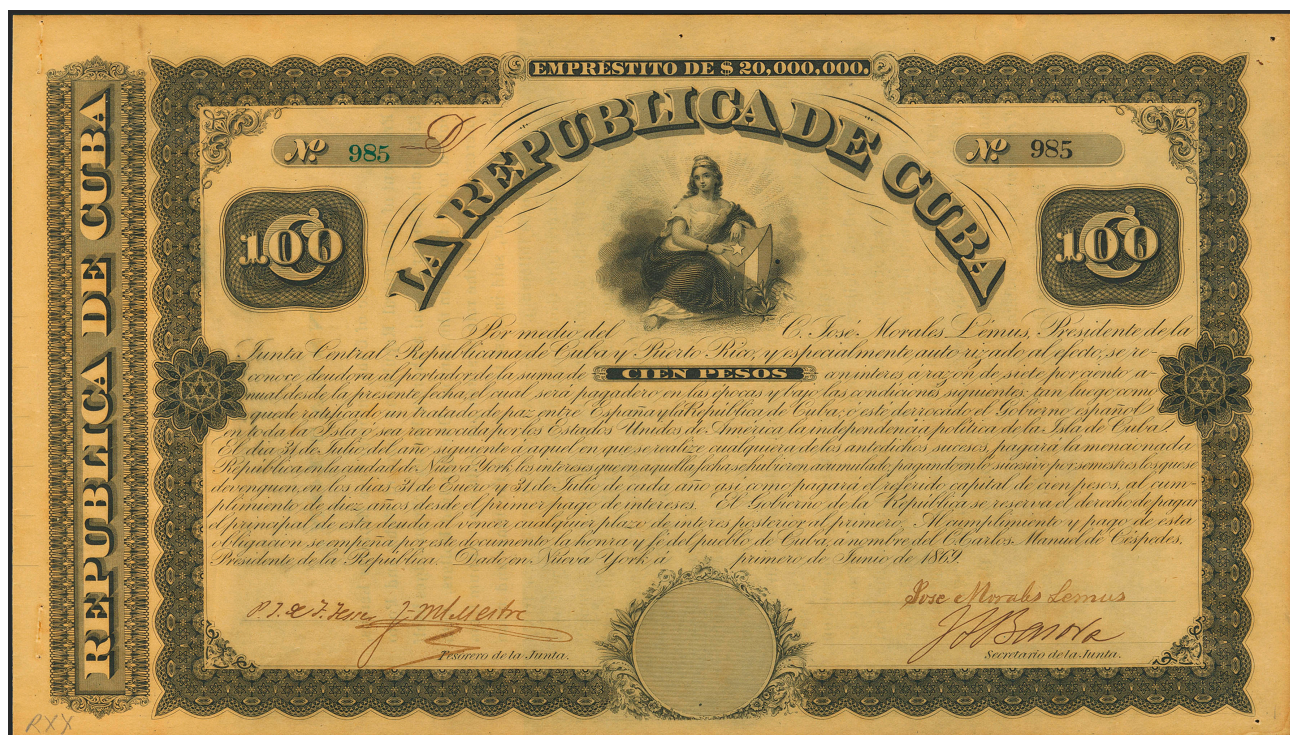 EMPRÉSTITO DE $ 20,000,000.
LA REPUBLICA DE CUBA
Nº 985 D
Nº 985
C 100
C 100
REPUBLICA DE CUBA
Por medio del C. José Morales Lémus, Presidente de la
Junta Central Republicana de Cuba y Puerto Rico, y especialmente autorizado al efecto, se re-
conoce deudora al portador de la suma de CIEN PESOS con interes á razon de siete por ciento a-
nual desde la presente fecha, el cual será pagadero en las épocas y bajo las condiciones siguientes: tan luego como
quede ratificado un tratado de paz entre España y la República de Cuba, o esté derrocado el Gobierno español
en toda la Isla ó sea reconocida por los Estados Unidos de América la independencia política de la Isla de Cuba.
El dia 31 de Julio del año siguiente á aquel en que se realize cualquiera de los antedichos sucesos, pagará la mencionada
República en la ciudad de Nueva York los intereses que en aquella fecha se hubieren acumulado, pagando en lo sucesivo por semestres los que se
devenguen, en los dias 31 de Enero y 31 de Julio de cada año así como pagará el referido capital de cien pesos, al cum-
plimiento de diez años desde el primer pago de intereses. El Gobierno de la República se reserva el derecho de pagar
el principal de esta deuda al vencer cualquier plazo de interes posterior al primero. Al cumplimiento y pago de esta
obligacion se empeña por este documento la honra y fé del pueblo de Cuba, á nombre del C. Carlos Manuel de Céspedes,
Presidente de la República. Dado en Nueva York, á primero de Junio de 1869.
Jose Morales Lemus
J. M. Mestre
Tesorero de la Junta.
Secretario de la Junta.
RXX